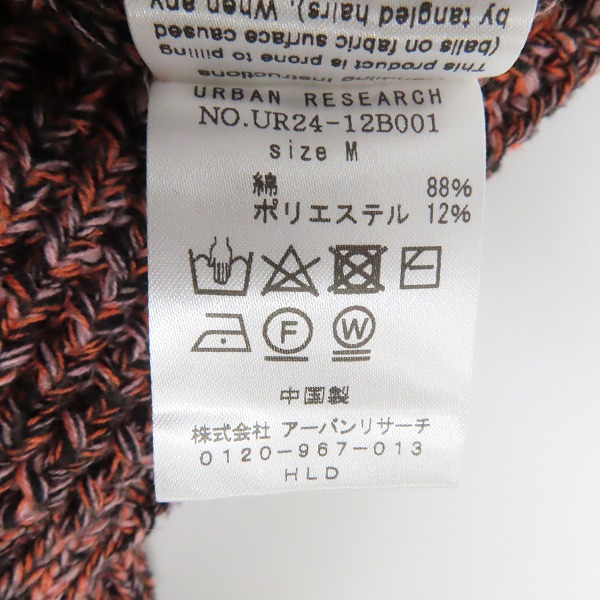 by tangled hairs). When any
(balls on fabric surface caused
This product is prone to pilling
Instructions
URBAN RESEARCH
NO.UR24-12B001
size M
綿 88%
ポリエステル 12%
F W
中国製
株式会社 アーバンリサーチ
0120-967-013
HLD